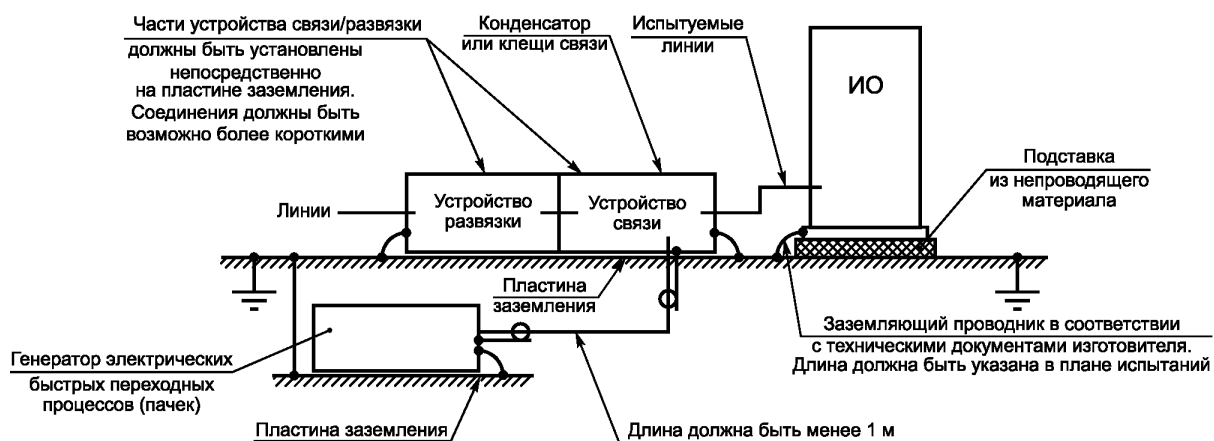 Части устройства связи/развязки
должны быть установлены
непосредственно
на пластине заземления.
Соединения должны быть
возможно более короткими
Конденсатор
или клещи связи
Испытуемые
линии
ИО
Подставка
из непроводящего
материала
Линии
Устройство
развязки
Устройство
связи
Пластина
заземления
Генератор электрических
быстрых переходных
процессов (пачек)
Заземляющий проводник в соответствии
с техническими документами изготовителя.
Длина должна быть указана в плане испытаний
Пластина заземления
Длина должна быть менее 1 м